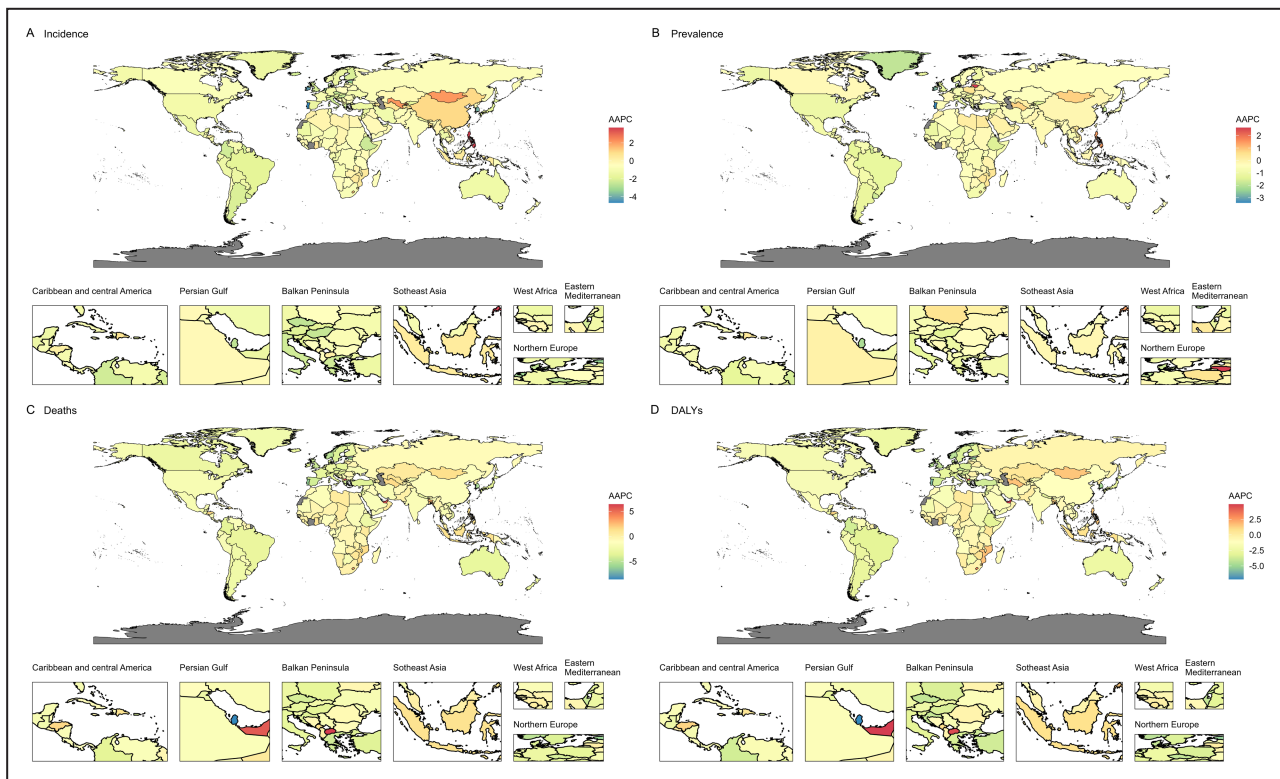 A Incidence
AAPC
2
0
-2
-4
Caribbean and central America
Persian Gulf
Balkan Peninsula
Sotheast Asia
West Africa
Eastern
Mediterranean
Northern Europe
B Prevalence
AAPC
2
1
0
-1
-2
-3
Caribbean and central America
Persian Gulf
Balkan Peninsula
Sotheast Asia
West Africa
Eastern
Mediterranean
Northern Europe
C Deaths
AAPC
5
0
-5
Caribbean and central America
Persian Gulf
Balkan Peninsula
Sotheast Asia
West Africa
Eastern
Mediterranean
Northern Europe
D DALYs
AAPC
2.5
0.0
-2.5
-5.0
Caribbean and central America
Persian Gulf
Balkan Peninsula
Sotheast Asia
West Africa
Eastern
Mediterranean
Northern Europe